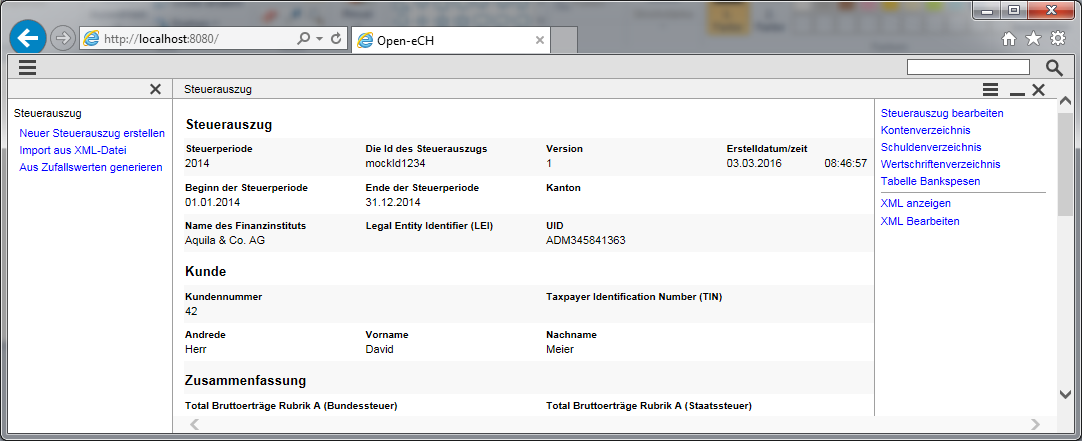 http://localhost:8080/
Open-eCH
Steuerauszug
Steuerauszug
Neuer Steuerauszug erstellen
Import aus XML-Datei
Aus Zufallswerten generieren
Steuerauszug
Steuerperiode Die Id des Steuerauszugs Version Erstelldatum/zeit
2014 mockId1234 1 03.03.2016 08:46:57
Beginn der Steuerperiode Ende der Steuerperiode Kanton
01.01.2014 31.12.2014
Name des Finanzinstituts Legal Entity Identifier (LEI) UID
Aquila & Co. AG ADM345841363
Kunde
Kundennummer Taxpayer Identification Number (TIN)
42
Andrede Vorname Nachname
Herr David Meier
Zusammenfassung
Total Bruttoerträge Rubrik A (Bundessteuer) Total Bruttoerträge Rubrik A (Staatssteuer)
Steuerauszug bearbeiten
Kontenverzeichnis
Schuldenverzeichnis
Wertschriftenverzeichnis
Tabelle Bankspesen
XML anzeigen
XML Bearbeiten